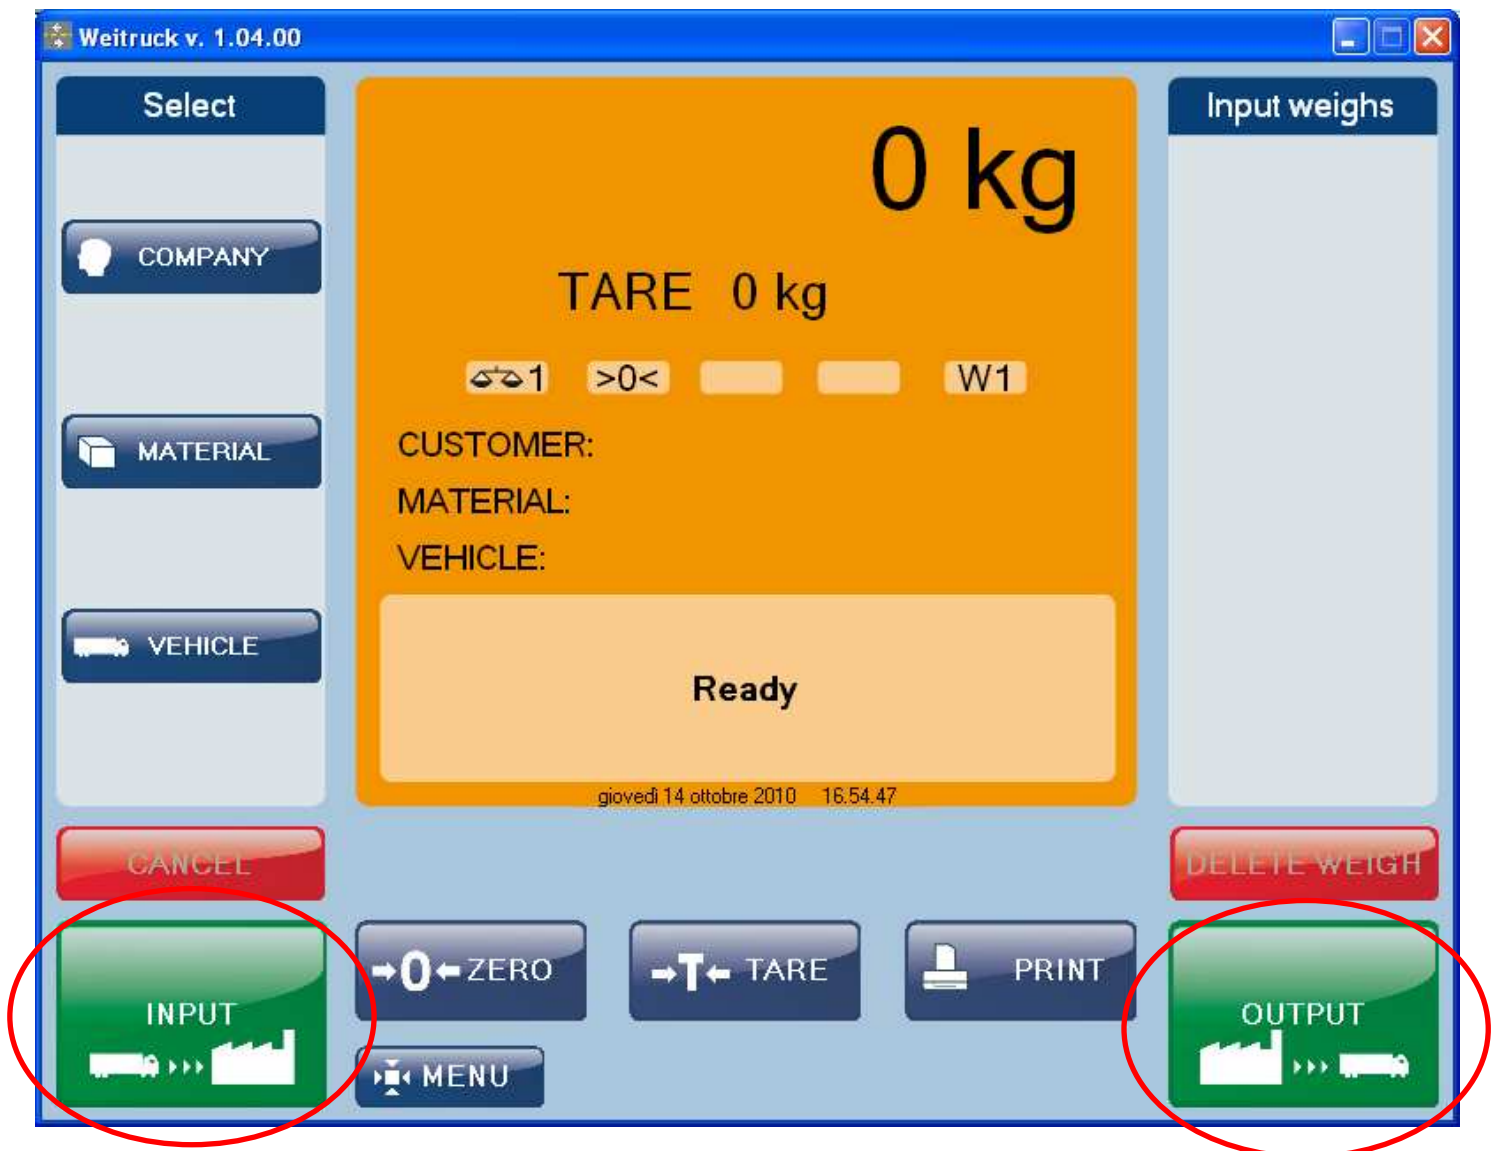 Weitruck v. 1.04.00
Select
COMPANY
MATERIAL
VEHICLE
0 kg
TARE 0 kg
1 >0< W1
CUSTOMER:
MATERIAL:
VEHICLE:
Ready
giovedì 14 ottobre 2010 16.54.47
Input weighs
CANCEL
DELETE WEIGH
INPUT
→0← ZERO
→T← TARE
PRINT
MENU
OUTPUT